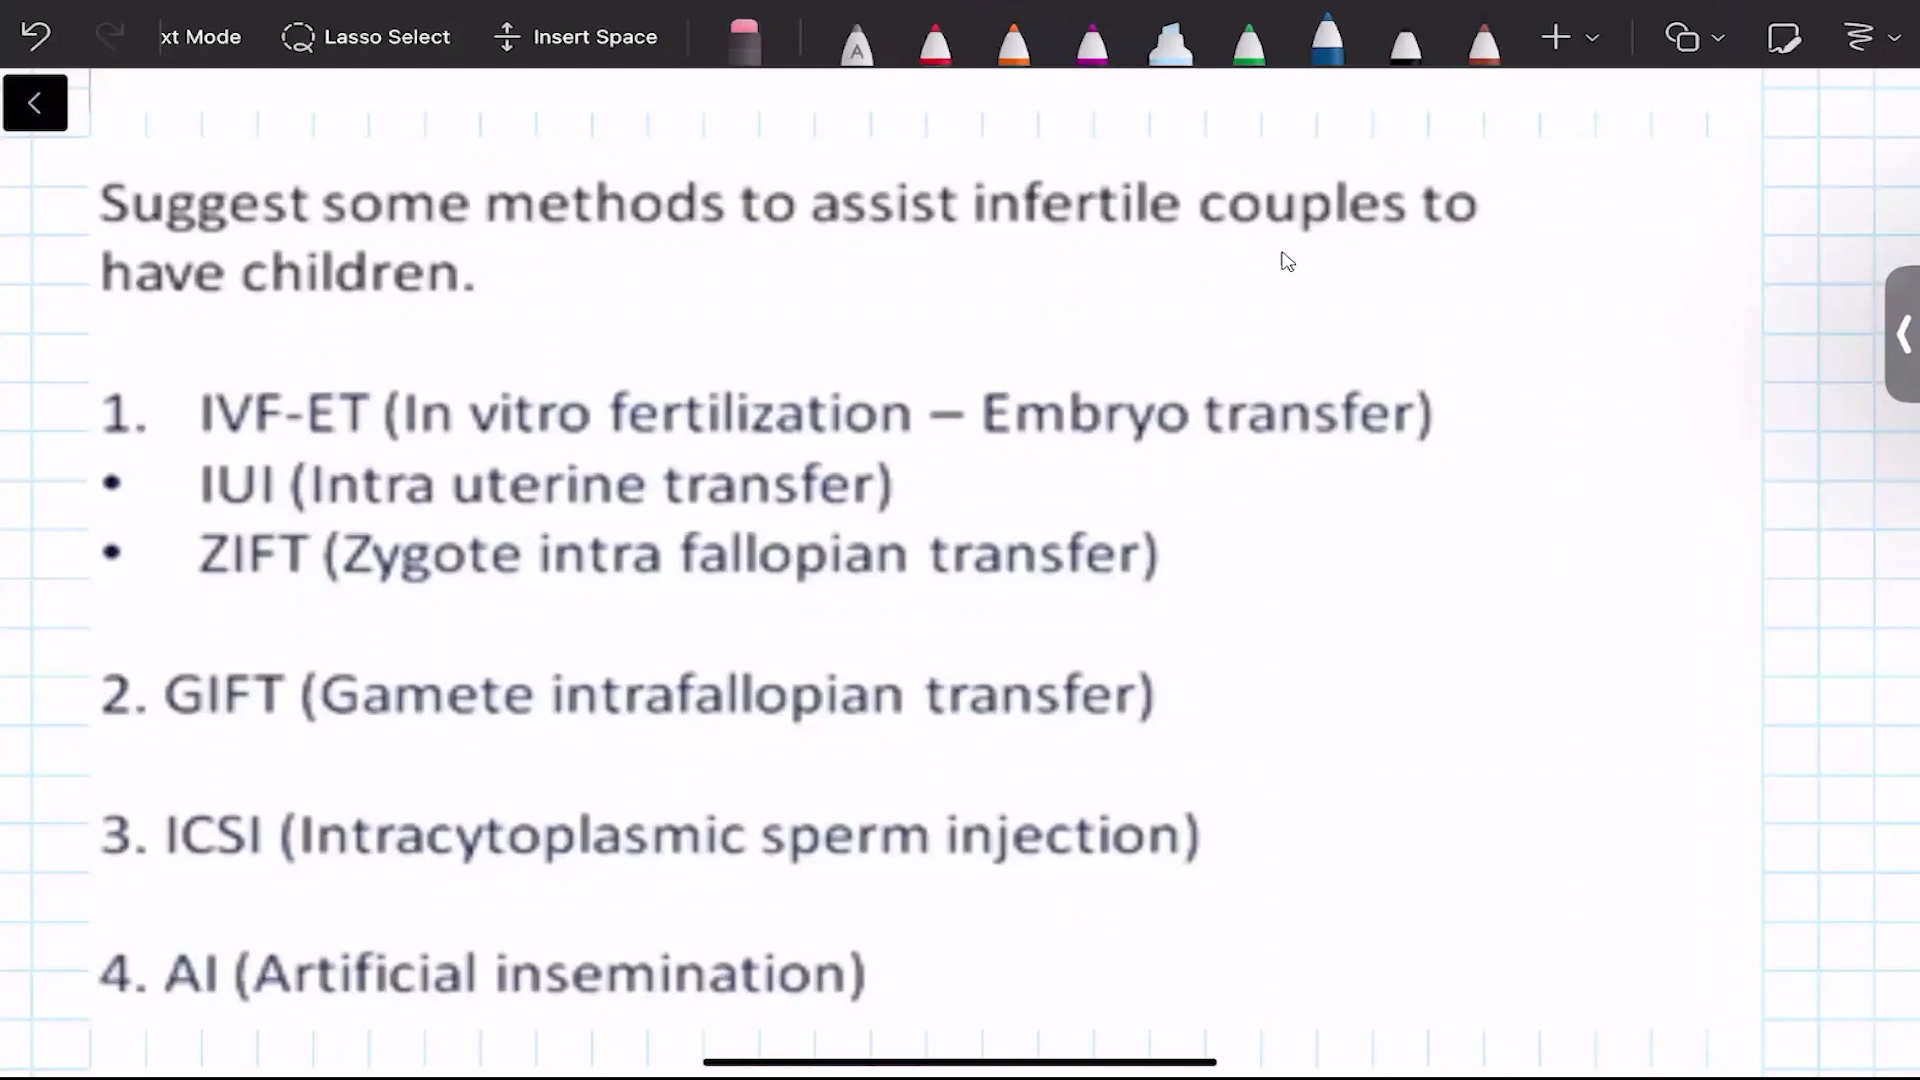 xt Mode Lasso Select Insert Space
A
Suggest some methods to assist infertile couples to
have children.
1. IVF-ET (In vitro fertilization – Embryo transfer)
• IUI (Intra uterine transfer)
• ZIFT (Zygote intra fallopian transfer)
2. GIFT (Gamete intrafallopian transfer)
3. ICSI (Intracytoplasmic sperm injection)
4. AI (Artificial insemination)